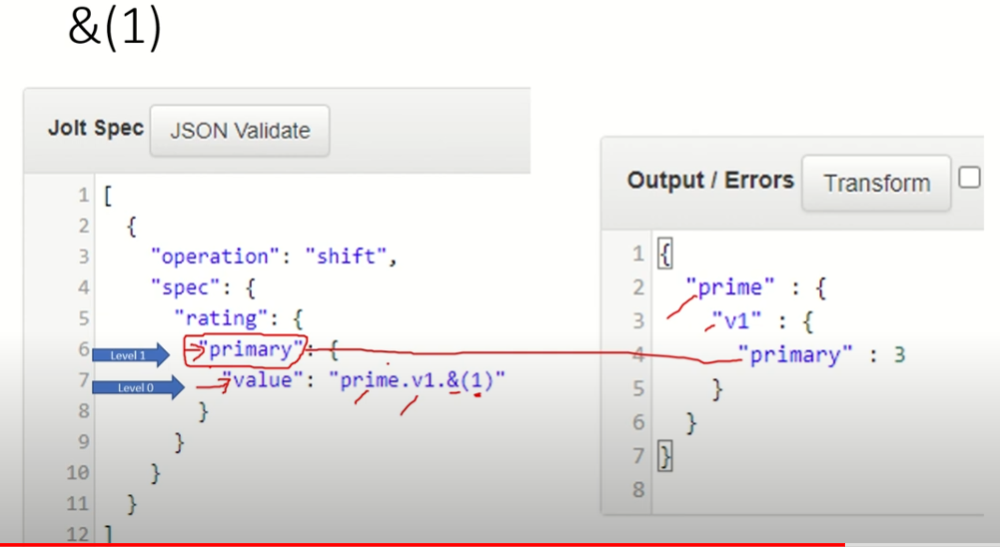 &(1)
Jolt Spec JSON Validate
1 [
2 {
3 "operation": "shift",
4 "spec": {
5 "rating": {
6 Level 1 "primary": {
7 Level 0 "value": "prime.v1.&(1)"
8 }
9 }
10 }
11 }
12 ]
Output / Errors Transform
1 {
2 "prime" : {
3 "v1" : {
4 "primary" : 3
5 }
6 }
7 }
8